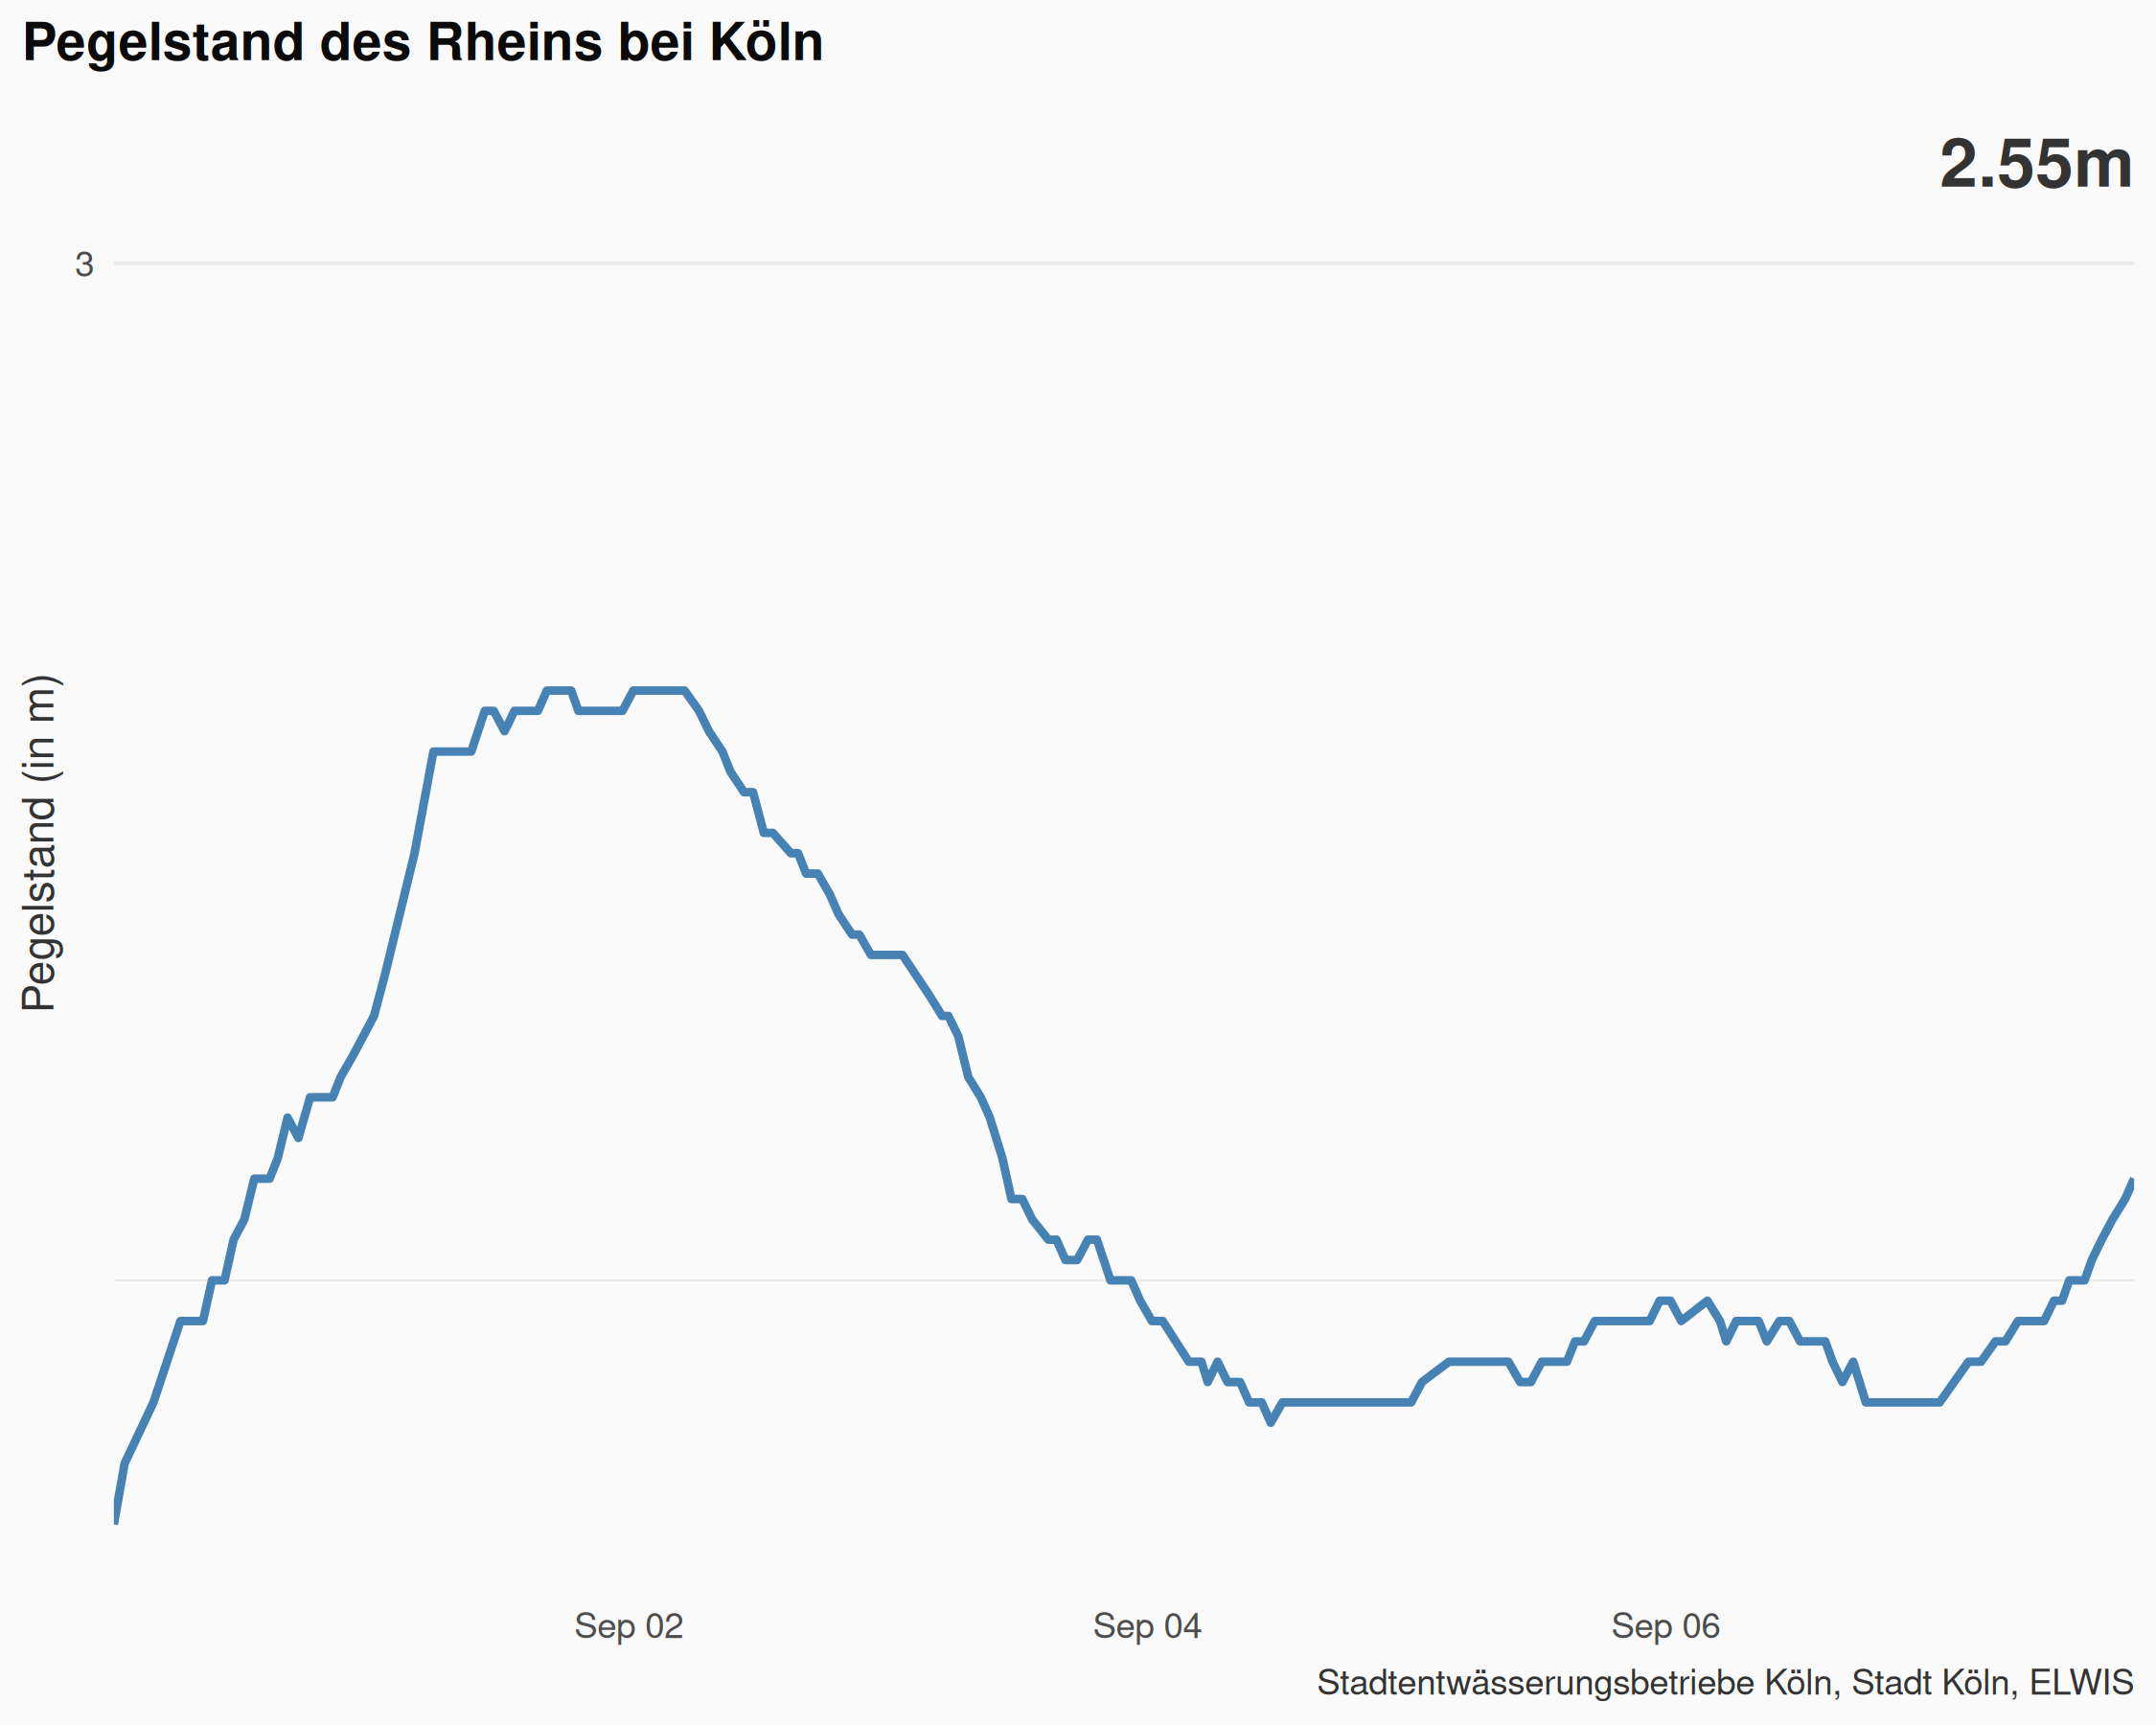 Pegelstand des Rheins bei Köln
2.55m
3
Pegelstand (in m)
Sep 02
Sep 04
Sep 06
Stadtentwässerungsbetriebe Köln, Stadt Köln, ELWIS